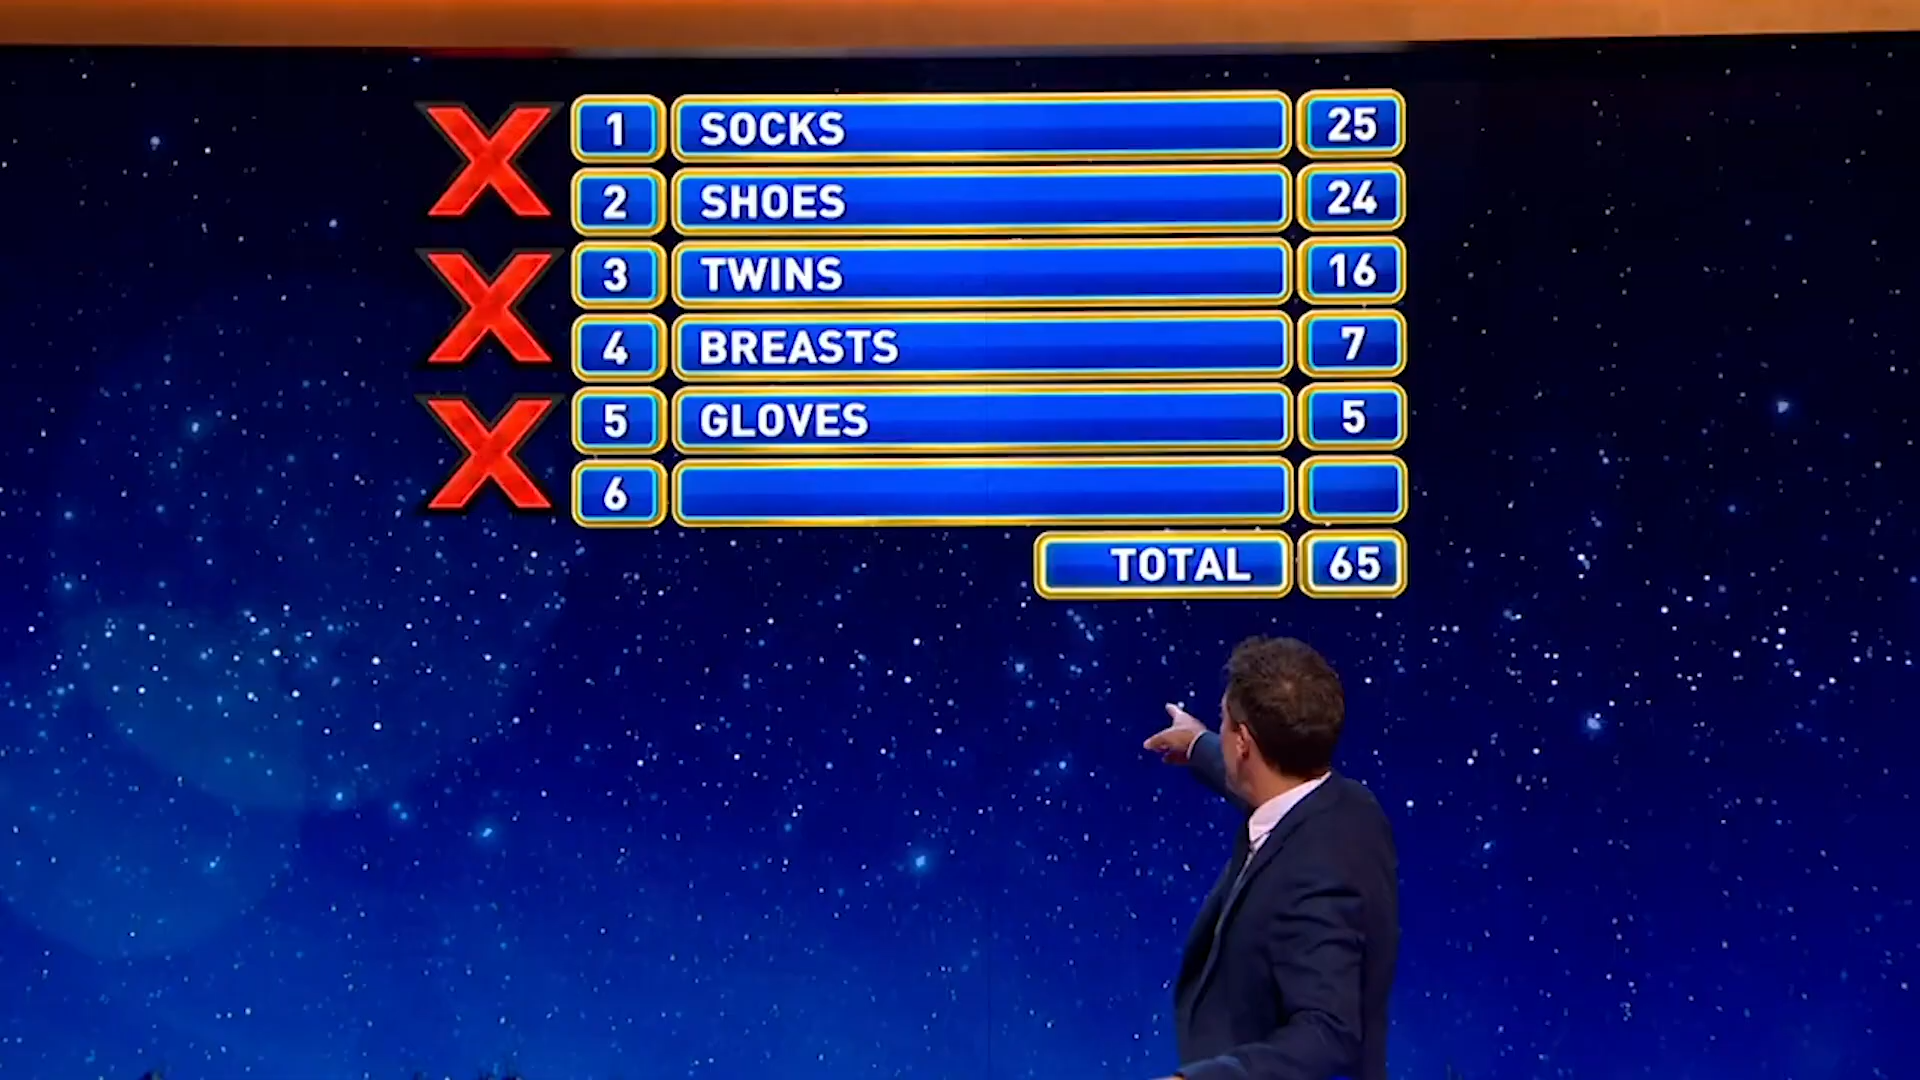 1 SOCKS 25
2 SHOES 24
3 TWINS 16
4 BREASTS 7
5 GLOVES 5
6
TOTAL 65